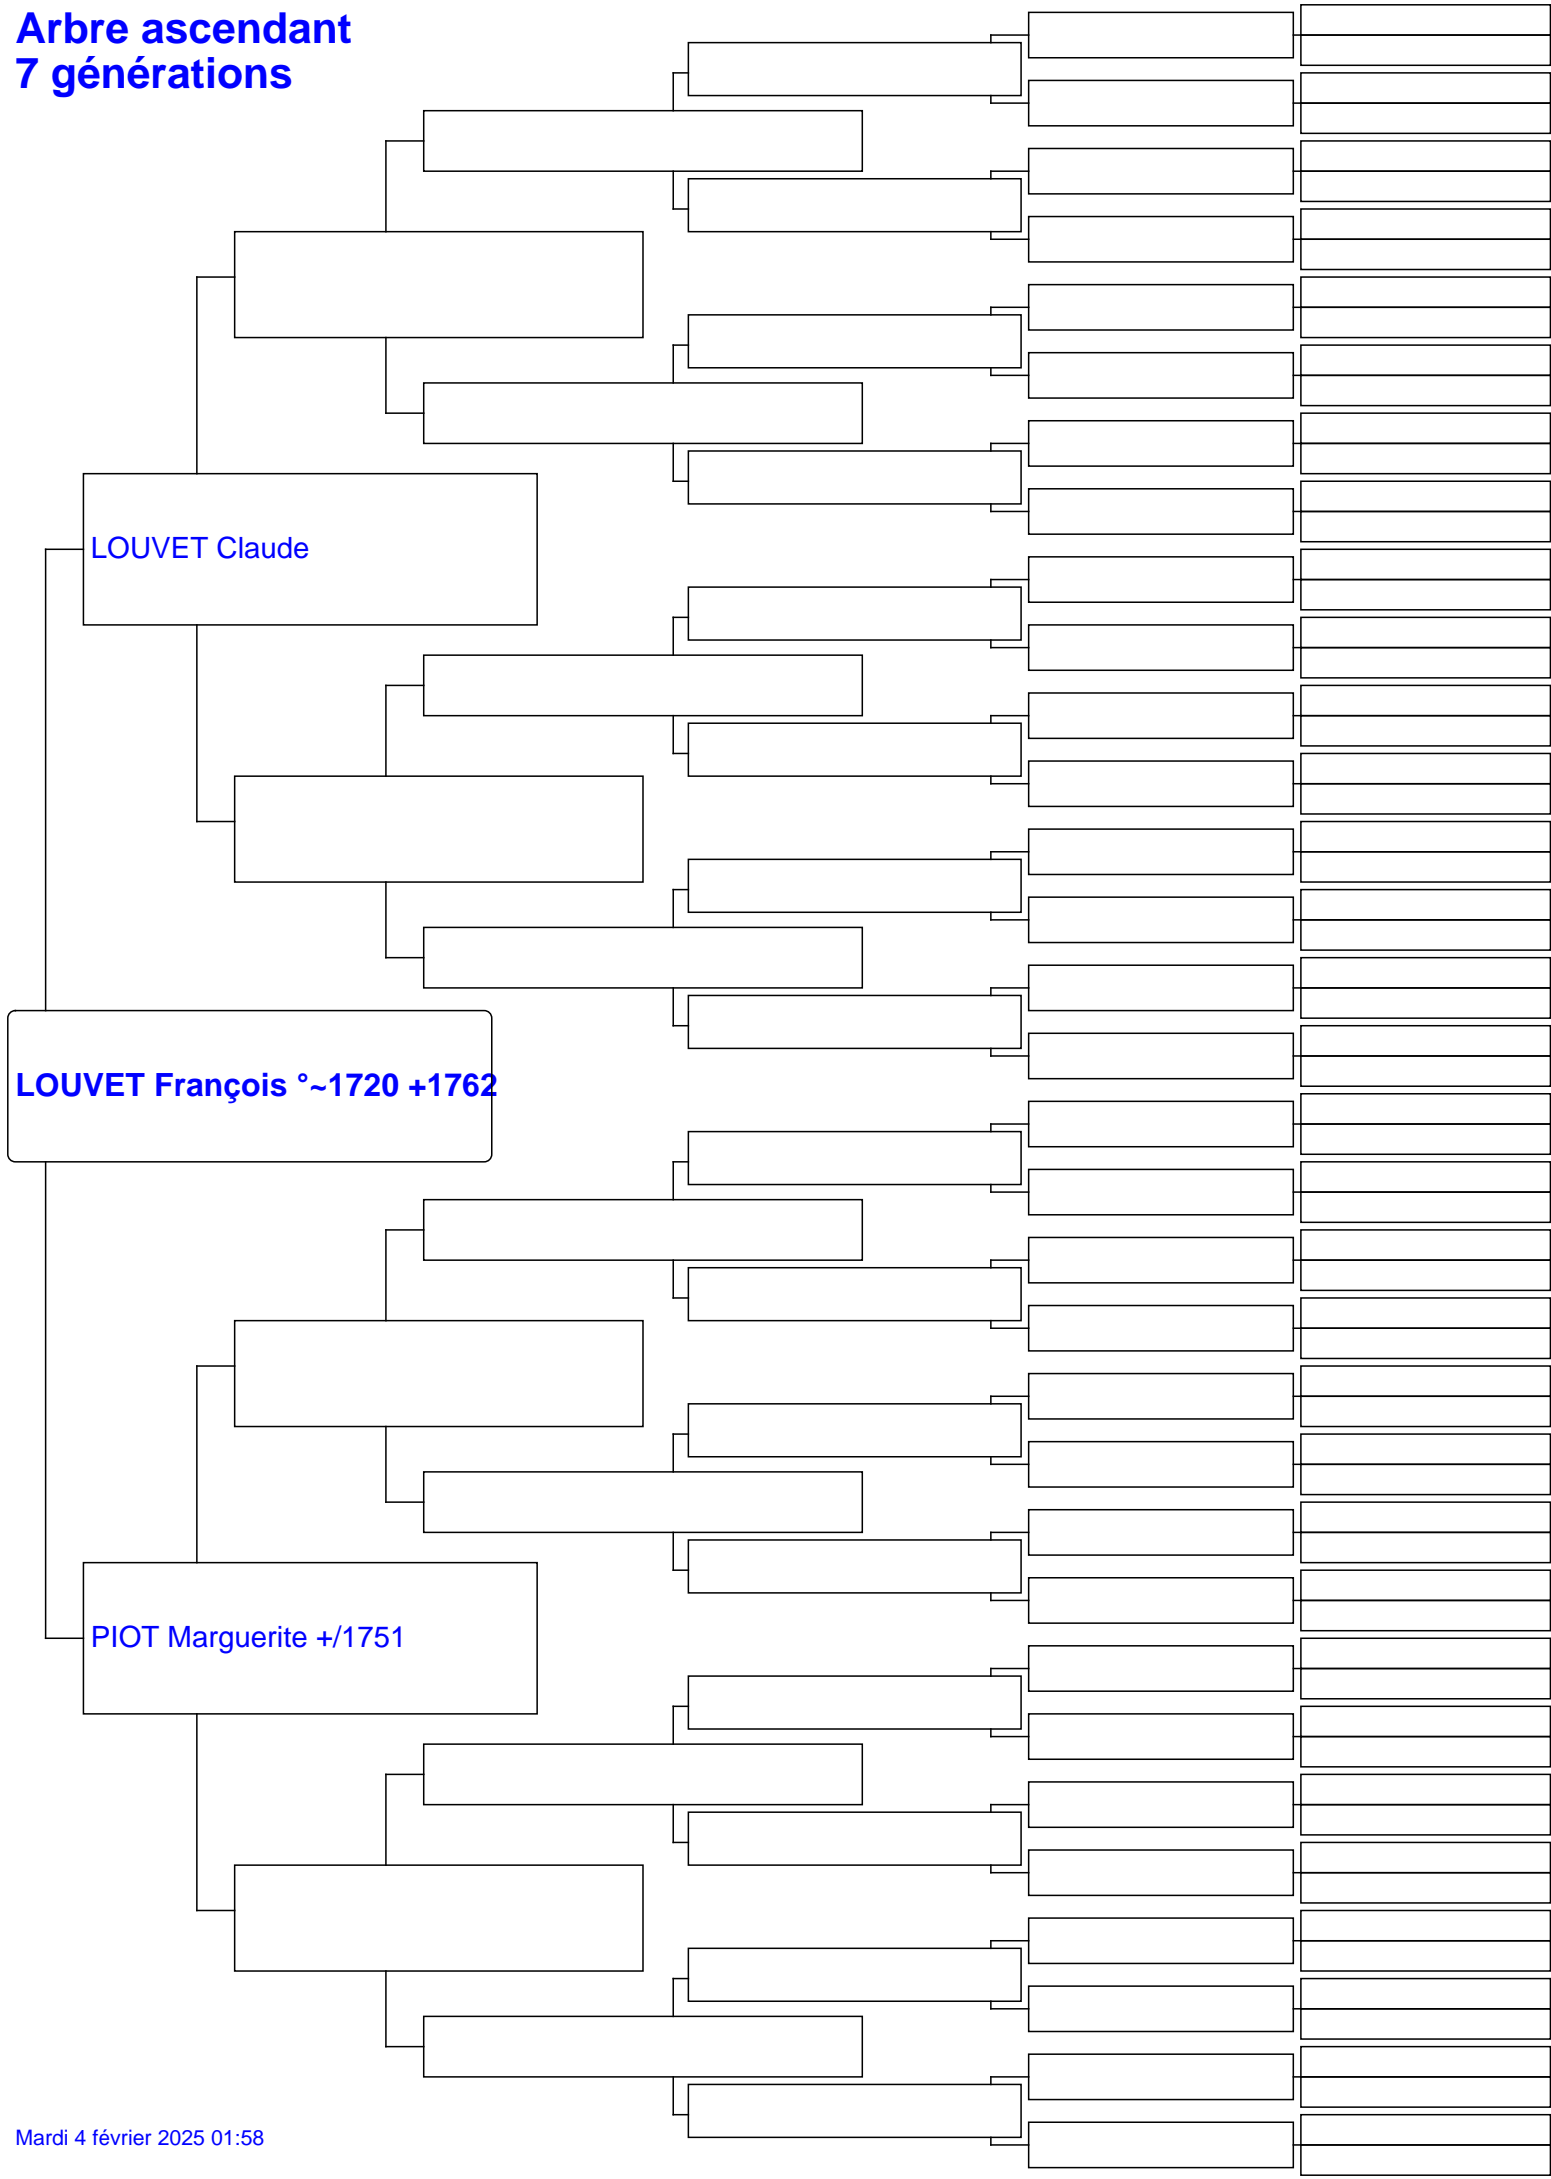 Arbre ascendant
7 générations
LOUVET Claude
LOUVET François °~1720 +1762
PIOT Marguerite +/1751
Mardi 4 février 2025 01:58